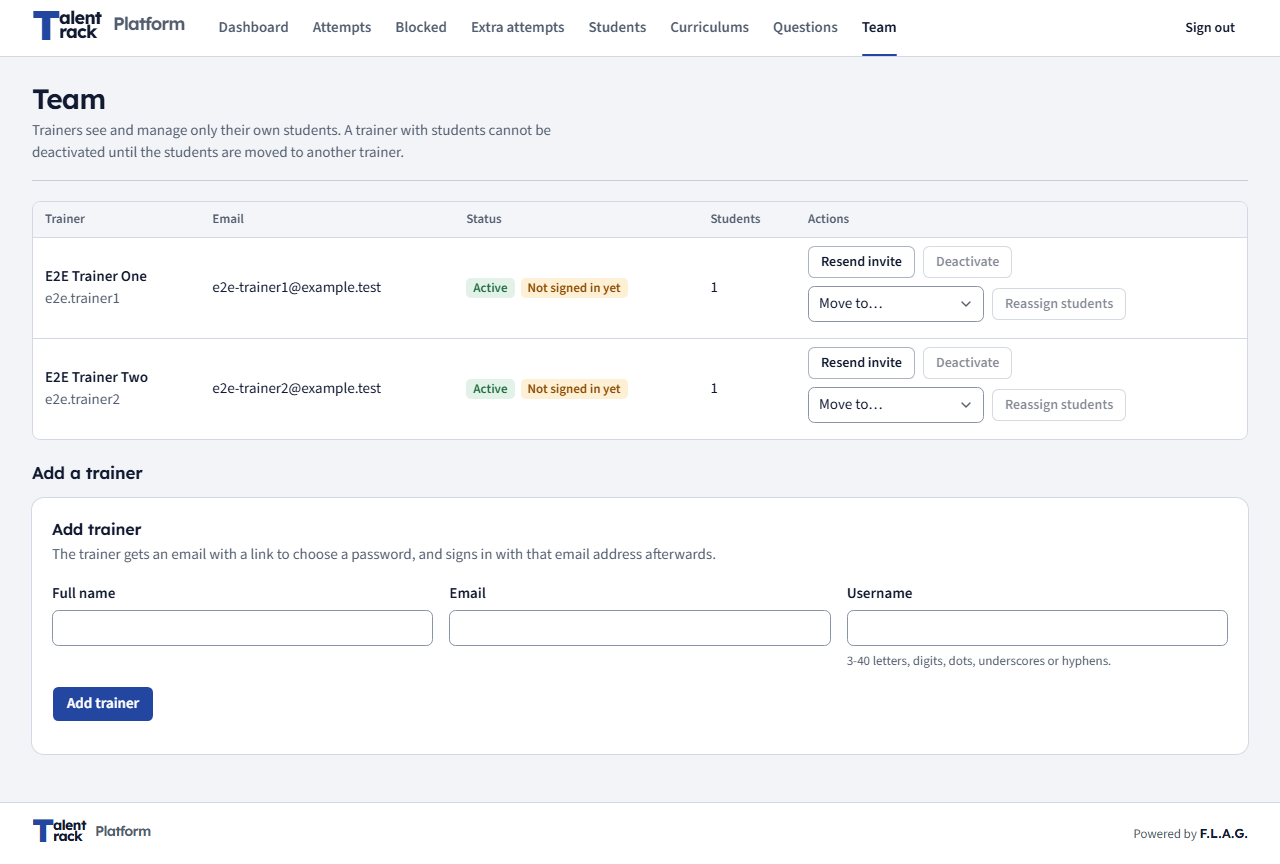 Talent Track Platform Dashboard Attempts Blocked Extra attempts Students Curriculums Questions Team Sign out
Team
Trainers see and manage only their own students. A trainer with students cannot be
deactivated until the students are moved to another trainer.
Trainer Email Status Students Actions
E2E Trainer One
e2e.trainer1
e2e-trainer1@example.test
Active Not signed in yet
1
Resend invite Deactivate
Move to... Reassign students
E2E Trainer Two
e2e.trainer2
e2e-trainer2@example.test
Active Not signed in yet
1
Resend invite Deactivate
Move to... Reassign students
Add a trainer
Add trainer
The trainer gets an email with a link to choose a password, and signs in with that email address afterwards.
Full name Email Username
3-40 letters, digits, dots, underscores or hyphens.
Add trainer
Talent Track Platform
Powered by F.L.A.G.